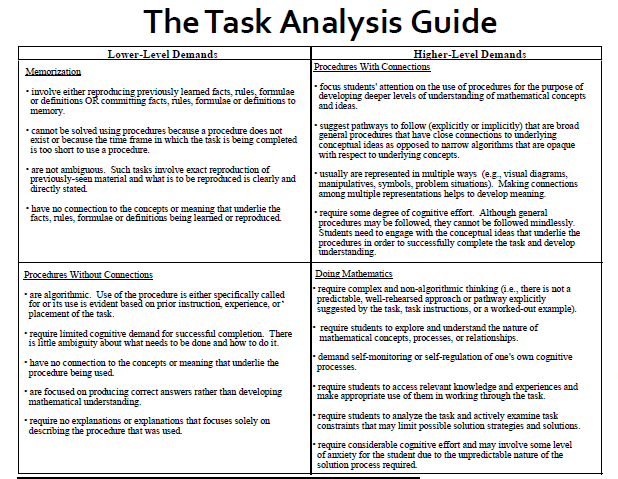 The Task Analysis Guide
Lower-Level Demands
Memorization
• involve either reproducing previously learned facts, rules, formulae
or definitions OR committing facts, rules, formulae or definitions to
memory.
• cannot be solved using procedures because a procedure does not
exist or because the time frame in which the task is being completed
is too short to use a procedure.
• are not ambiguous. Such tasks involve exact reproduction of
previously-seen material and what is to be reproduced is clearly and
directly stated.
• have no connection to the concepts or meaning that underlie the
facts, rules, formulae or definitions being learned or reproduced.
Higher-Level Demands
Procedures With Connections
• focus students' attention on the use of procedures for the purpose of
developing deeper levels of understanding of mathematical concepts
and ideas.
• suggest pathways to follow (explicitly or implicitly) that are broad
general procedures that have close connections to underlying
conceptual ideas as opposed to narrow algorithms that are opaque
with respect to underlying concepts.
• usually are represented in multiple ways (e.g., visual diagrams,
manipulatives, symbols, problem situations). Making connections
among multiple representations helps to develop meaning.
• require some degree of cognitive effort. Although general
procedures may be followed, they cannot be followed mindlessly.
Students need to engage with the conceptual ideas that underlie the
procedures in order to successfully complete the task and develop
understanding.
Procedures Without Connections
• are algorithmic. Use of the procedure is either specifically called
for or its use is evident based on prior instruction, experience, or
placement of the task.
• require limited cognitive demand for successful completion. There
is little ambiguity about what needs to be done and how to do it.
• have no connection to the concepts or meaning that underlie the
procedure being used.
• are focused on producing correct answers rather than developing
mathematical understanding.
• require no explanations or explanations that focuses solely on
describing the procedure that was used.
Doing Mathematics
• require complex and non-algorithmic thinking (i.e., there is not a
predictable, well-rehearsed approach or pathway explicitly
suggested by the task, task instructions, or a worked-out example).
• require students to explore and understand the nature of
mathematical concepts, processes, or relationships.
• demand self-monitoring or self-regulation of one's own cognitive
processes.
• require students to access relevant knowledge and experiences and
make appropriate use of them in working through the task.
• require students to analyze the task and actively examine task
constraints that may limit possible solution strategies and solutions.
• require considerable cognitive effort and may involve some level
of anxiety for the student due to the unpredictable nature of the
solution process required.